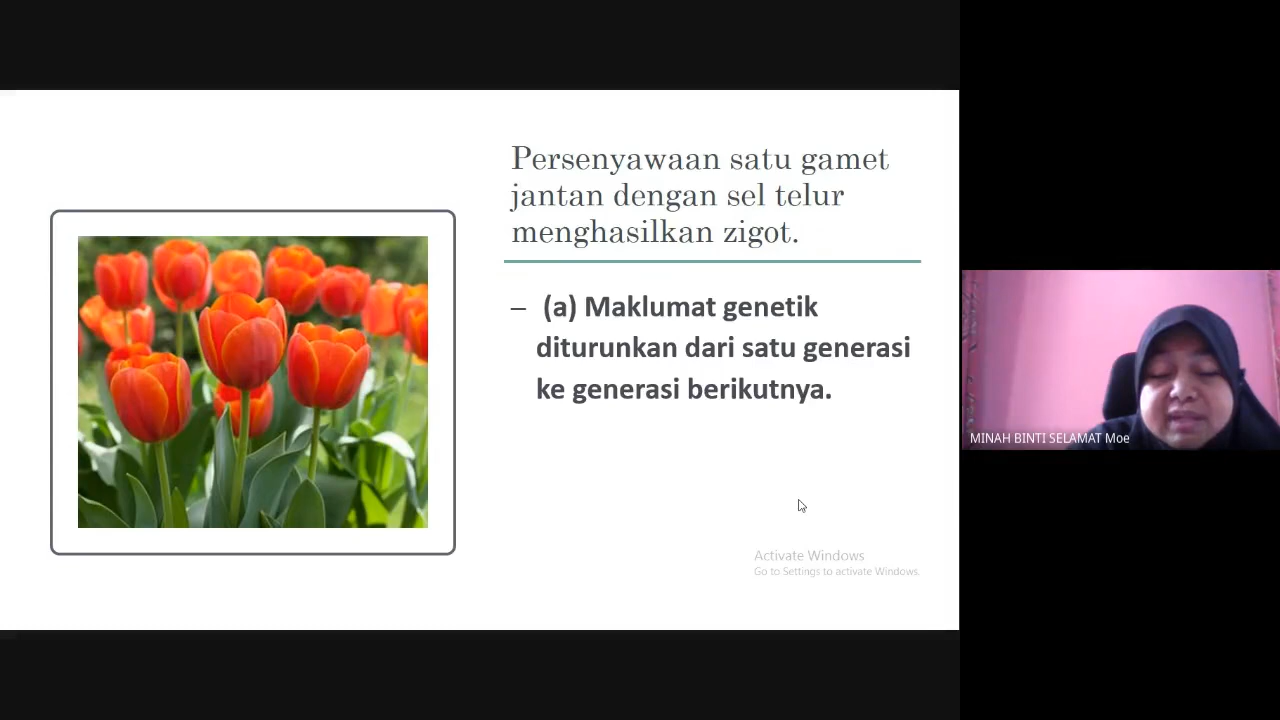 Persenyawaan satu gamet
jantan dengan sel telur
menghasilkan zigot.
– (a) Maklumat genetik
diturunkan dari satu generasi
ke generasi berikutnya.
Activate Windows
Go to Settings to activate Windows.
MINAH BINTI SELAMAT Moe